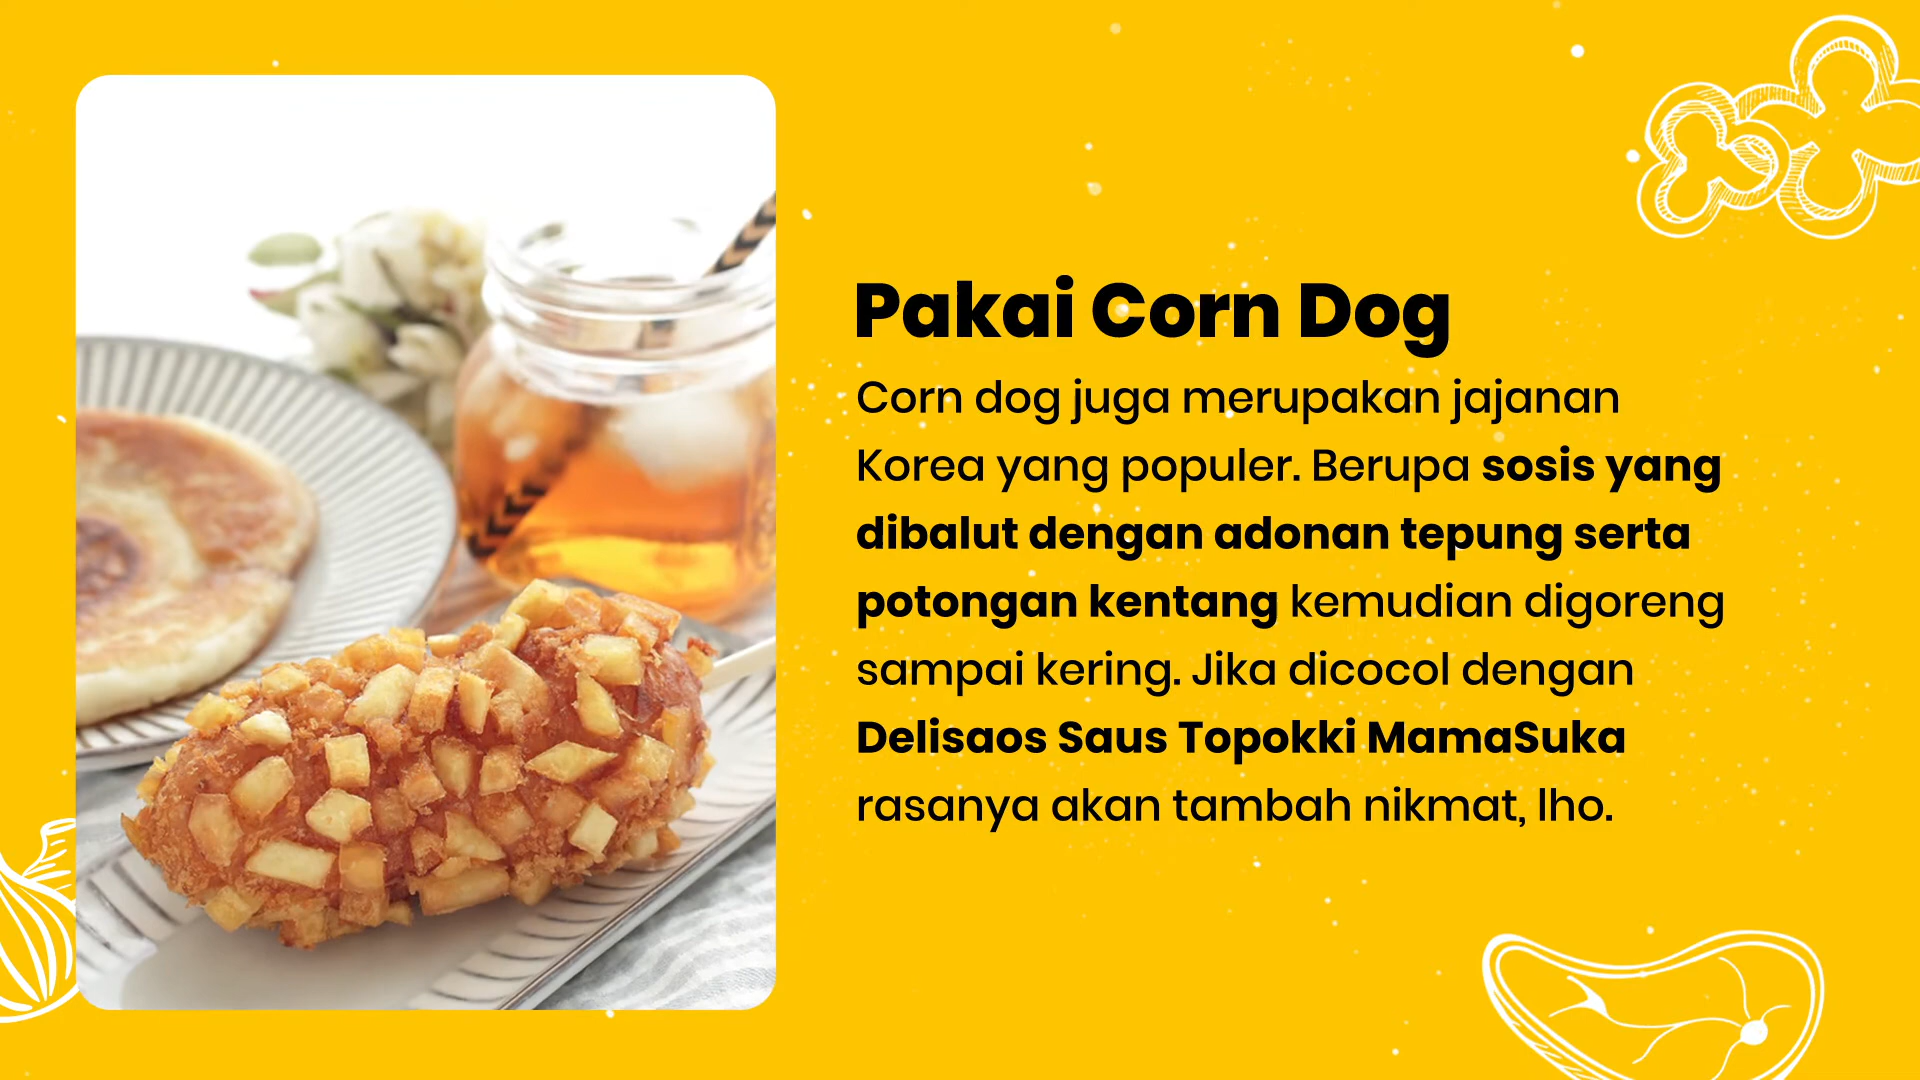 Pakai Corn Dog
Corn dog juga merupakan jajanan
Korea yang populer. Berupa sosis yang
dibalut dengan adonan tepung serta
potongan kentang kemudian digoreng
sampai kering. Jika dicocol dengan
Delisaos Saus Topokki MamaSuka
rasanya akan tambah nikmat, lho.